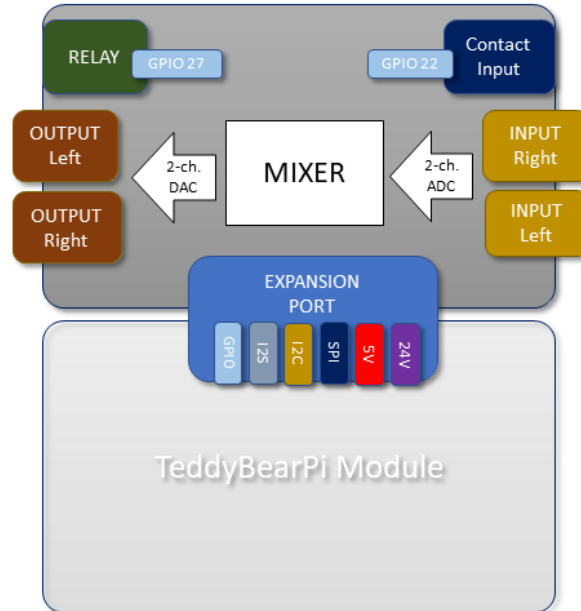 RELAY
GPIO 27
GPIO 22
Contact
Input
OUTPUT
Left
2-ch.
DAC
MIXER
2-ch.
ADC
INPUT
Right
OUTPUT
Right
INPUT
Left
EXPANSION
PORT
GPIO
I2S
I2C
SPI
5V
24V
TeddyBearPi Module